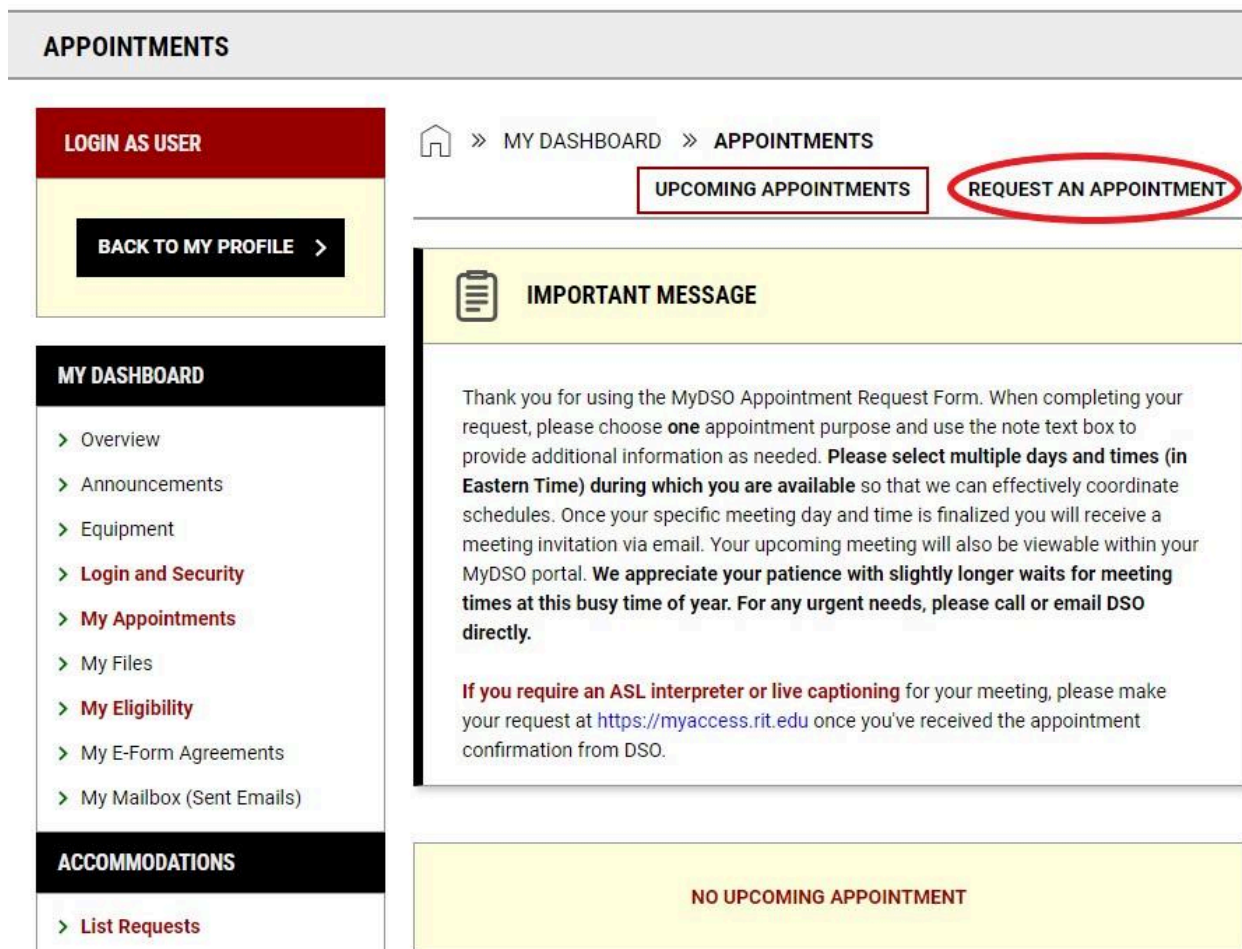 APPOINTMENTS
LOGIN AS USER
BACK TO MY PROFILE
MY DASHBOARD
Overview
Announcements
Equipment
Login and Security
My Appointments
My Files
My Eligibility
My E-Form Agreements
My Mailbox (Sent Emails)
ACCOMMODATIONS
List Requests
» MY DASHBOARD » APPOINTMENTS
UPCOMING APPOINTMENTS REQUEST AN APPOINTMENT
IMPORTANT MESSAGE
Thank you for using the MyDSO Appointment Request Form. When completing your
request, please choose one appointment purpose and use the note text box to
provide additional information as needed. Please select multiple days and times (in
Eastern Time) during which you are available so that we can effectively coordinate
schedules. Once your specific meeting day and time is finalized you will receive a
meeting invitation via email. Your upcoming meeting will also be viewable within your
MyDSO portal. We appreciate your patience with slightly longer waits for meeting
times at this busy time of year. For any urgent needs, please call or email DSO
directly.
If you require an ASL interpreter or live captioning for your meeting, please make
your request at https://myaccess.rit.edu once you've received the appointment
confirmation from DSO.
NO UPCOMING APPOINTMENT